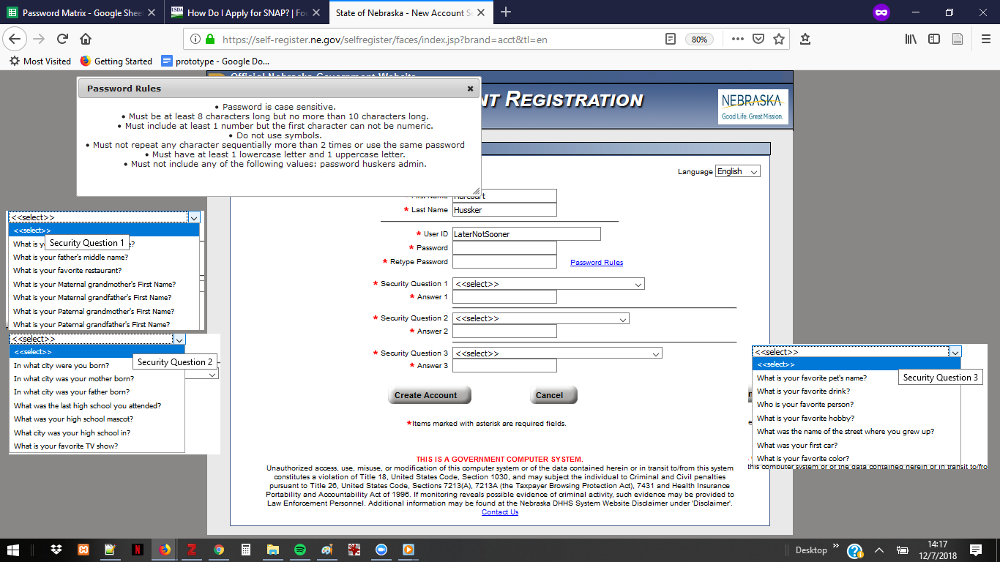 Password Matrix - Google Shee
How Do I Apply for SNAP? | Foo
State of Nebraska - New Account Se
https://self-register.ne.gov/selfregister/faces/index.jsp?brand=acct&tl=en
80%
Most Visited
Getting Started
prototype - Google Do...
Official Nebraska Government Website
NT REGISTRATION
NEBRASKA
Good Life. Great Mission.
Password Rules
• Password is case sensitive.
• Must be at least 8 characters long but no more than 10 characters long.
• Must include at least 1 number but the first character can not be numeric.
• Do not use symbols.
• Must not repeat any character sequentially more than 2 times or use the same password
• Must have at least 1 lowercase letter and 1 uppercase letter.
• Must not include any of the following values: password huskers admin.
Language English
* First Name Harcourt
* Last Name Hussker
* User ID LaterNotSooner
* Password
* Retype Password Password Rules
* Security Question 1 <<select>>
* Answer 1
* Security Question 2 <<select>>
* Answer 2
* Security Question 3 <<select>>
* Answer 3
Create Account
Cancel
*Items marked with asterisk are required fields.
THIS IS A GOVERNMENT COMPUTER SYSTEM.
Unauthorized access, use, misuse, or modification of this computer system or of the data contained herein or in transit to/from this system
constitutes a violation of Title 18, United States Code, Section 1030, and may subject the individual to Criminal and Civil penalties
pursuant to Title 26, United States Code, Sections 7213(A), 7213A (the Taxpayer Browsing Protection Act), 7431 and Health Insurance
Portability and Accountability Act of 1996. If monitoring reveals possible evidence of criminal activity, such evidence may be provided to
Law Enforcement Personnel. Additional information may be found at the Nebraska DHHS System Website Disclaimer under 'Disclaimer'.
Contact Us
<<select>>
<<select>>
Security Question 1
What is y
e?
What is your father's middle name?
What is your favorite restaurant?
What is your Maternal grandmother's First Name?
What is your Maternal grandfather's First Name?
What is your Paternal grandmother's First Name?
What is your Paternal grandfather's First Name?
<<select>>
<<select>>
Security Question 2
In what city were you born?
In what city was your mother born?
In what city was your father born?
What was the last high school you attended?
What was your high school mascot?
What city was your high school in?
What is your favorite TV show?
<<select>>
<<select>>
Security Question 3
What is your favorite pet's name?
What is your favorite drink?
Who is your favorite person?
What is your favorite hobby?
What was the name of the street where you grew up?
What was your first car?
What is your favorite color?
this computer system or of the data contained herein or in transit to/fro
Desktop
14:17
12/7/2018